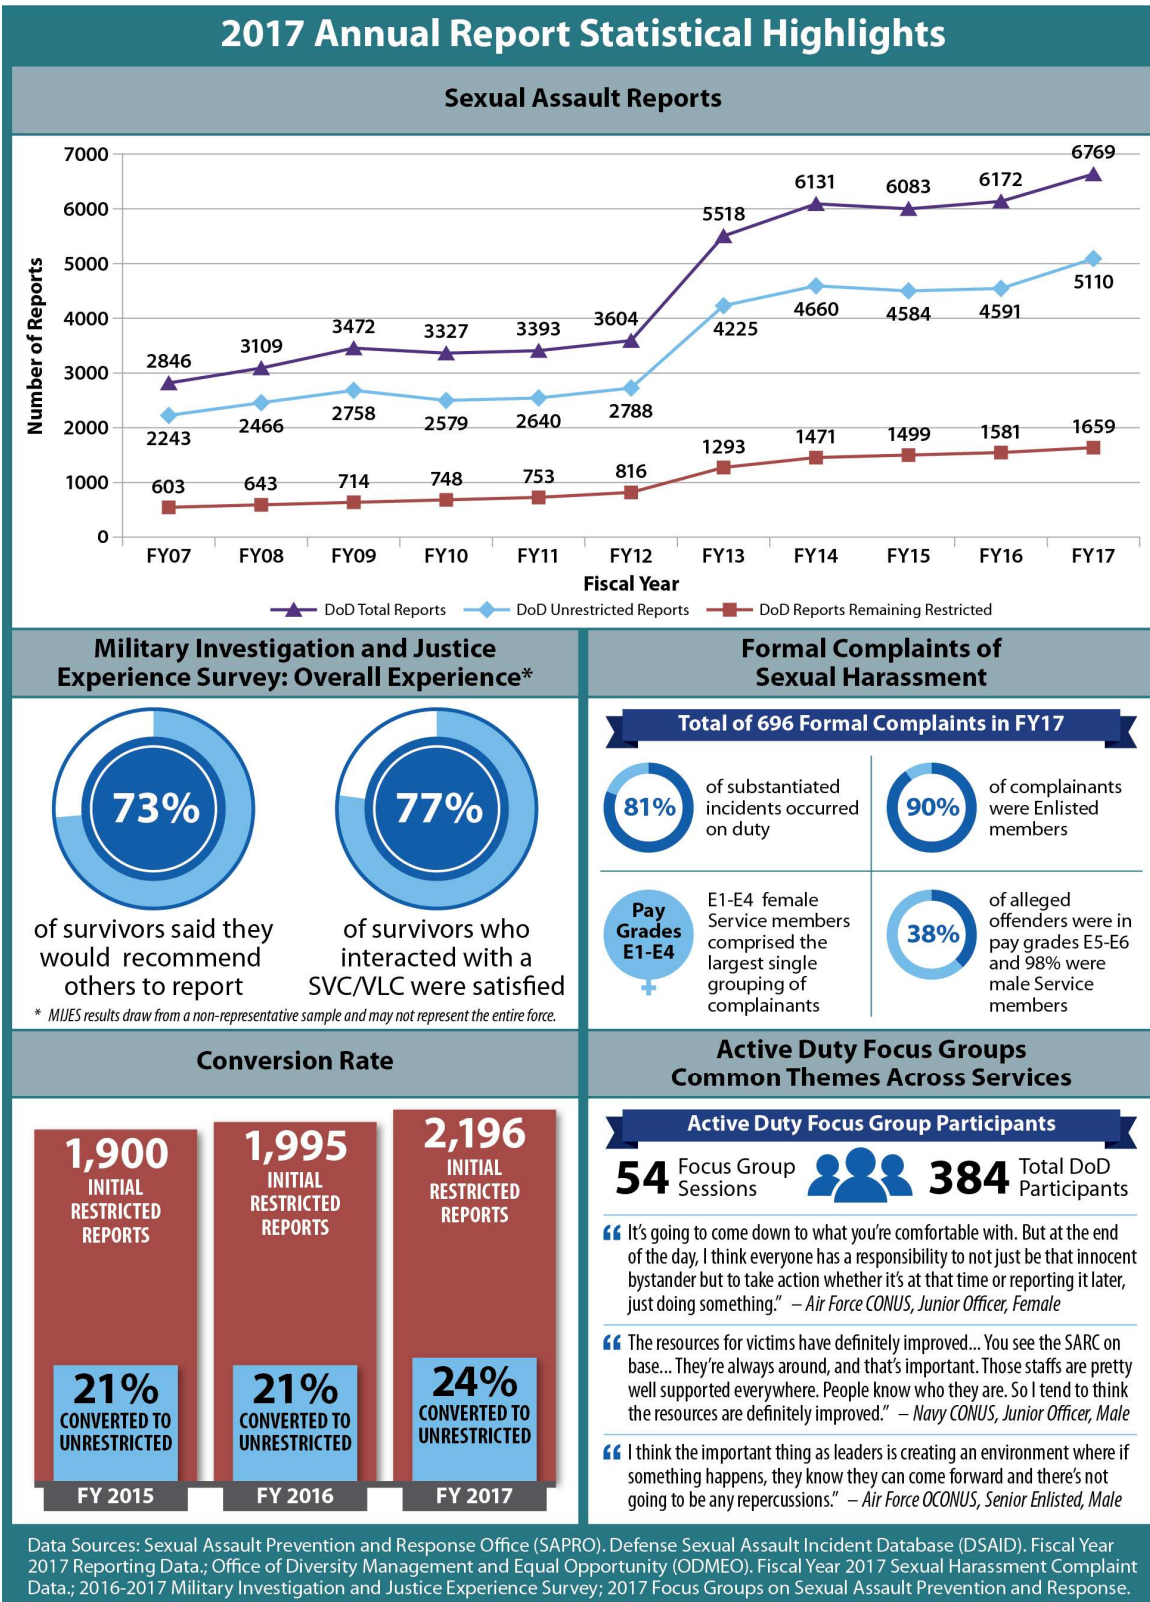 2017 Annual Report Statistical Highlights
Sexual Assault Reports
Number of Reports
7000
6000
5000
4000
3000
2000
1000
0
2846
3109
3472
3327
3393
3604
5518
6131
6083
6172
6769
2243
2466
2758
2579
2640
2788
4225
4660
4584
4591
5110
603
643
714
748
753
816
1293
1471
1499
1581
1659
FY07 FY08 FY09 FY10 FY11 FY12 FY13 FY14 FY15 FY16 FY17
Fiscal Year
DoD Total Reports DoD Unrestricted Reports DoD Reports Remaining Restricted
Military Investigation and Justice
Experience Survey: Overall Experience*
73%
of survivors said they
would recommend
others to report
77%
of survivors who
interacted with a
SVC/VLC were satisfied
* MIJES results draw from a non-representative sample and may not represent the entire force.
Formal Complaints of
Sexual Harassment
Total of 696 Formal Complaints in FY17
81%
of substantiated
incidents occurred
on duty
90%
of complainants
were Enlisted
members
Pay
Grades
E1-E4
E1-E4 female
Service members
comprised the
largest single
grouping of
complainants
38%
of alleged
offenders were in
pay grades E5-E6
and 98% were
male Service
members
Conversion Rate
1,900
INITIAL
RESTRICTED
REPORTS
21%
CONVERTED TO
UNRESTRICTED
FY 2015
1,995
INITIAL
RESTRICTED
REPORTS
21%
CONVERTED TO
UNRESTRICTED
FY 2016
2,196
INITIAL
RESTRICTED
REPORTS
24%
CONVERTED TO
UNRESTRICTED
FY 2017
Active Duty Focus Groups
Common Themes Across Services
Active Duty Focus Group Participants
54 Focus Group
Sessions
384 Total DoD
Participants
“ It's going to come down to what you're comfortable with. But at the end
of the day, I think everyone has a responsibility to not just be that innocent
bystander but to take action whether it's at that time or reporting it later,
just doing something.” – Air Force CONUS, Junior Officer, Female
“ The resources for victims have definitely improved... You see the SARC on
base... They're always around, and that's important. Those staffs are pretty
well supported everywhere. People know who they are. So I tend to think
the resources are definitely improved.” – Navy CONUS, Junior Officer, Male
“ I think the important thing as leaders is creating an environment where if
something happens, they know they can come forward and there's not
going to be any repercussions.” – Air Force OCONUS, Senior Enlisted, Male
Data Sources: Sexual Assault Prevention and Response Office (SAPRO). Defense Sexual Assault Incident Database (DSAID). Fiscal Year
2017 Reporting Data.; Office of Diversity Management and Equal Opportunity (ODMEO). Fiscal Year 2017 Sexual Harassment Complaint
Data.; 2016-2017 Military Investigation and Justice Experience Survey; 2017 Focus Groups on Sexual Assault Prevention and Response.